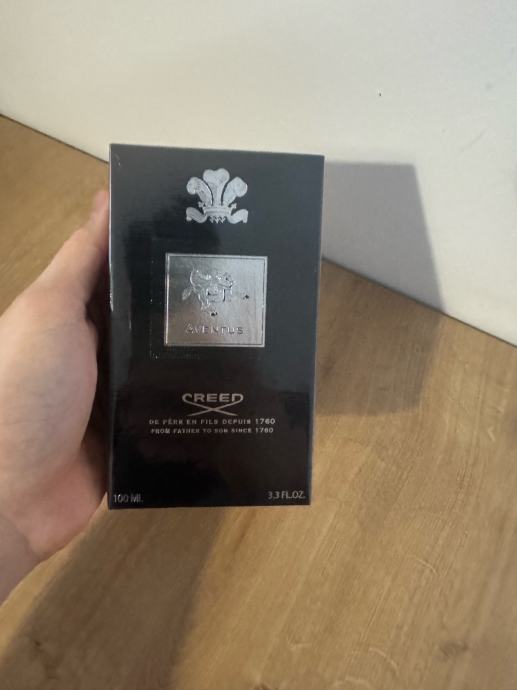 AVENTUS
CREED
DE PÈRE EN FILS DEPUIS 1760
FROM FATHER TO SON SINCE 1760
100 ML
3.3 FL.OZ.